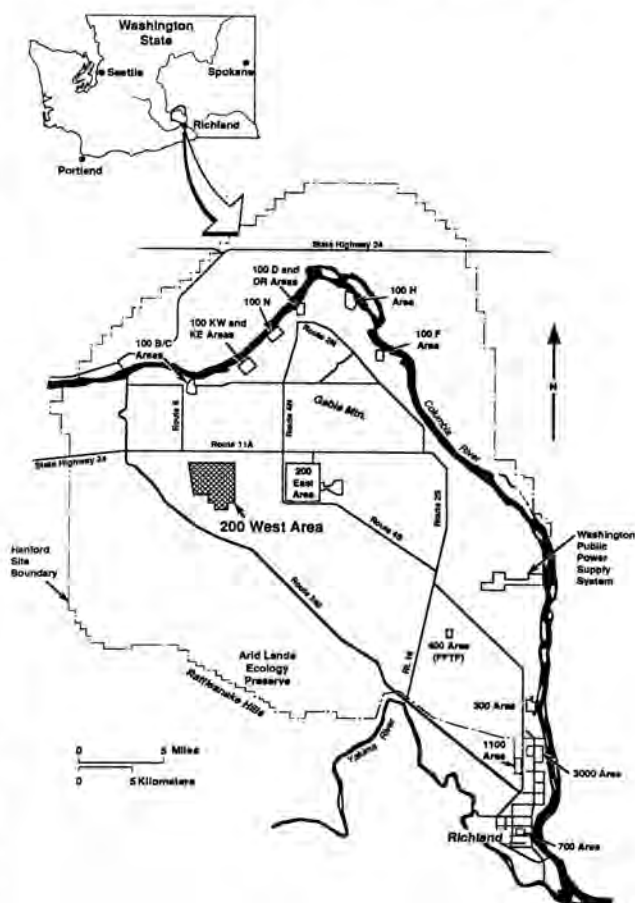 Washington
State
Seattle
Spokane
Richland
Portland
State Highway 24
100 D and
DR Areas
100 H
Area
100 N
100 KW and
KE Areas
100 F
Area
100 B/C
Areas
Route 2N
N
Route 6
Route 4N
Gable Mtn.
Columbia
River
Route 11A
State Highway 24
200
East
Area
Route 2S
200 West Area
Route 4S
Washington
Public
Power
Supply
System
Hanford
Site
Boundary
Route 240
400 Area
(FFTF)
Arid Lands
Ecology
Preserve
Rattlesnake Hills
300 Area
Yakima River
1100
Area
3000 Area
0 5 Miles
0 5 Kilometers
Richland
700 Area